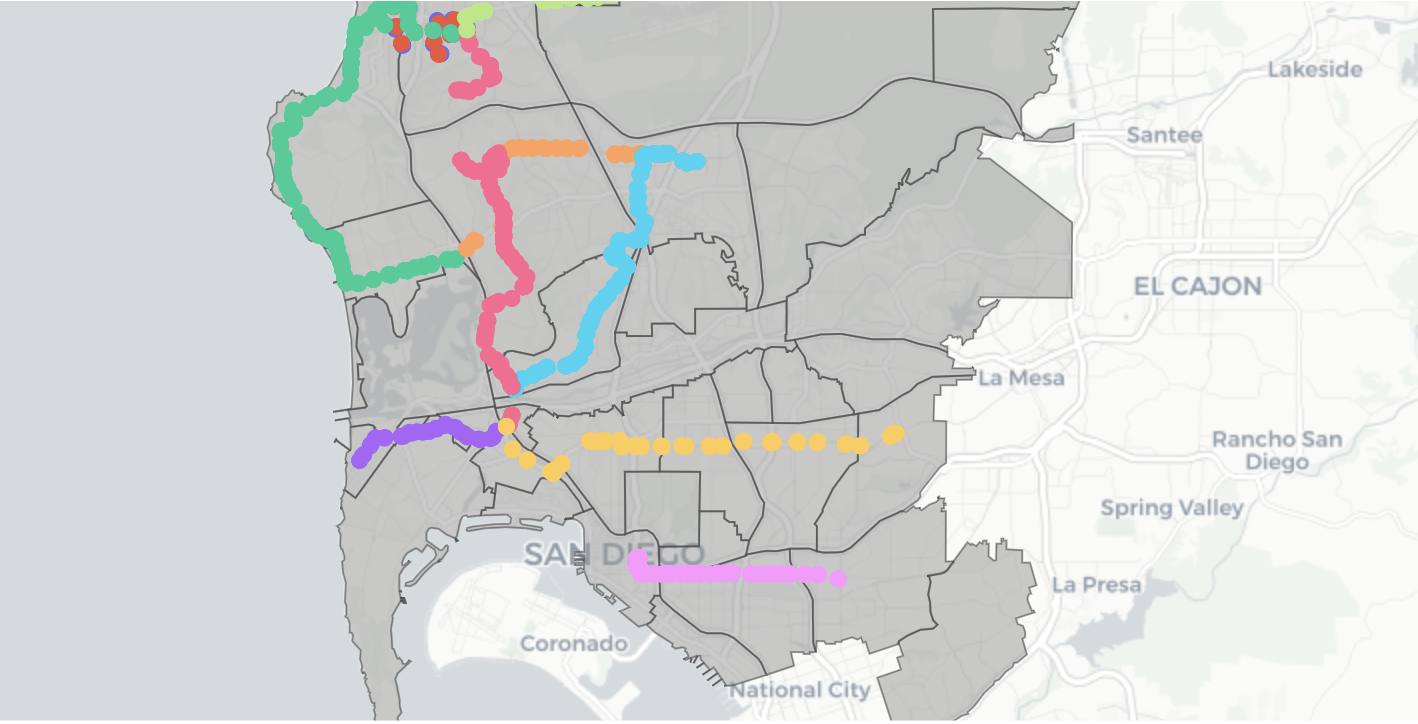 Lakeside
Santee
EL CAJON
La Mesa
Rancho San
Diego
Spring Valley
SAN DIEGO
La Presa
Coronado
National City